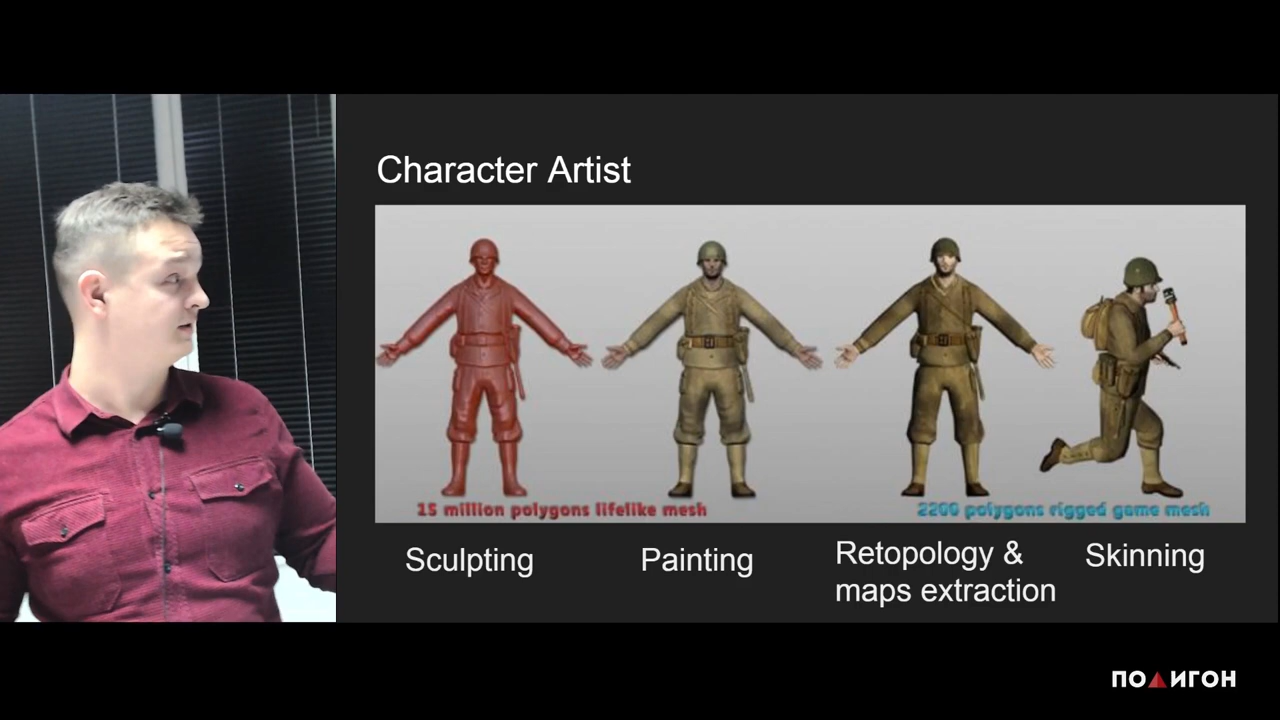 Character Artist
15 million polygons lifelike mesh
2200 polygons rigged game mesh
Sculpting
Painting
Retopology &
maps extraction
Skinning
ПОЛИГОН